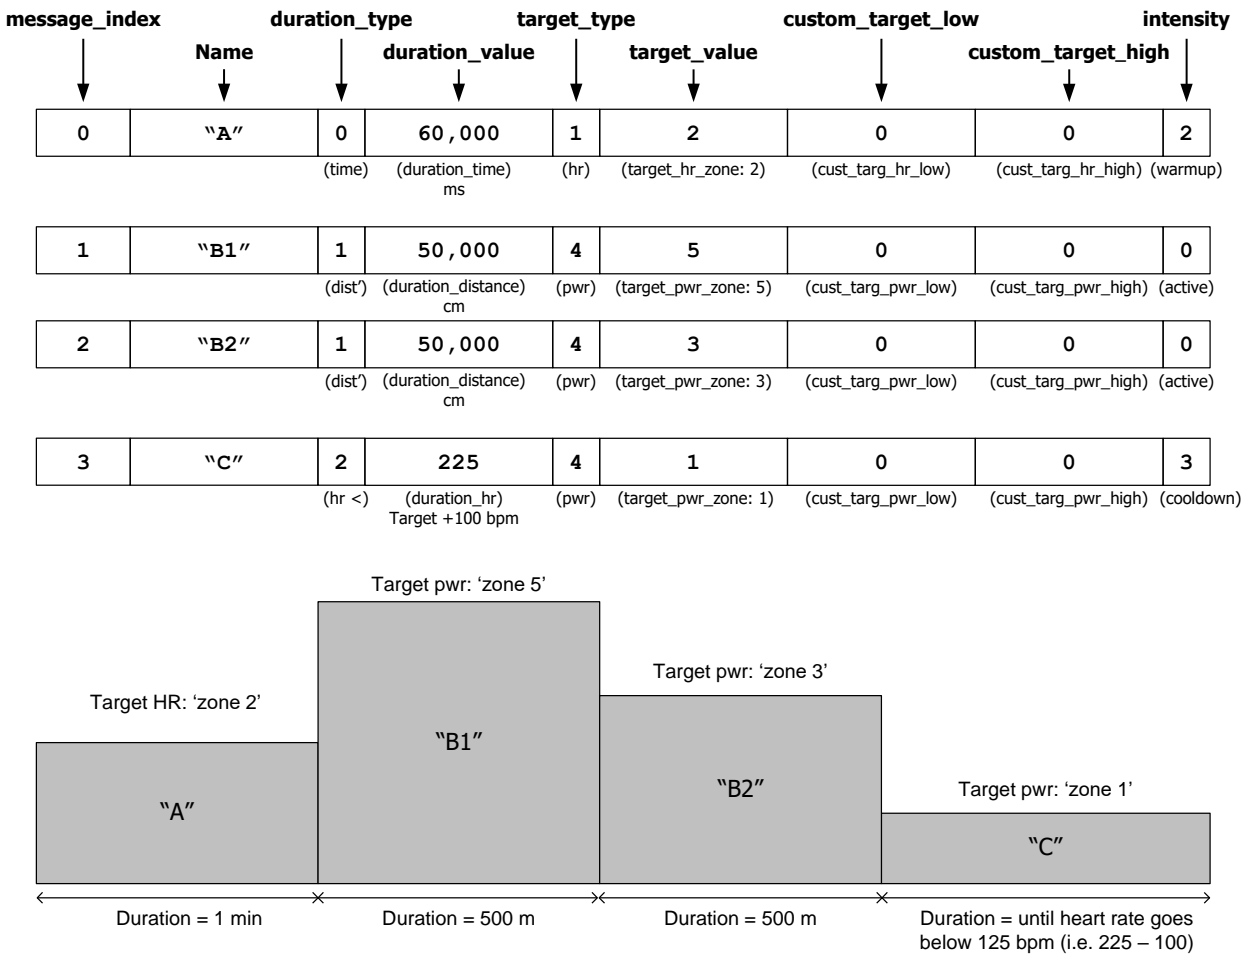 message_index duration_type target_type custom_target_low intensity
Name duration_value target_value custom_target_high
0 “A” 0 60,000 1 2 0 0 2
(time) (duration_time) (hr) (target_hr_zone: 2) (cust_targ_hr_low) (cust_targ_hr_high) (warmup)
ms
1 “B1” 1 50,000 4 5 0 0 0
(dist’) (duration_distance) (pwr) (target_pwr_zone: 5) (cust_targ_pwr_low) (cust_targ_pwr_high) (active)
cm
2 “B2” 1 50,000 4 3 0 0 0
(dist’) (duration_distance) (pwr) (target_pwr_zone: 3) (cust_targ_pwr_low) (cust_targ_pwr_high) (active)
cm
3 “C” 2 225 4 1 0 0 3
(hr <) (duration_hr) (pwr) (target_pwr_zone: 1) (cust_targ_pwr_low) (cust_targ_pwr_high) (cooldown)
Target +100 bpm
Target pwr: ‘zone 5’
Target pwr: ‘zone 3’
Target HR: ‘zone 2’
“B1”
“B2”
Target pwr: ‘zone 1’
“A”
“C”
Duration = 1 min Duration = 500 m Duration = 500 m Duration = until heart rate goes
below 125 bpm (i.e. 225 – 100)